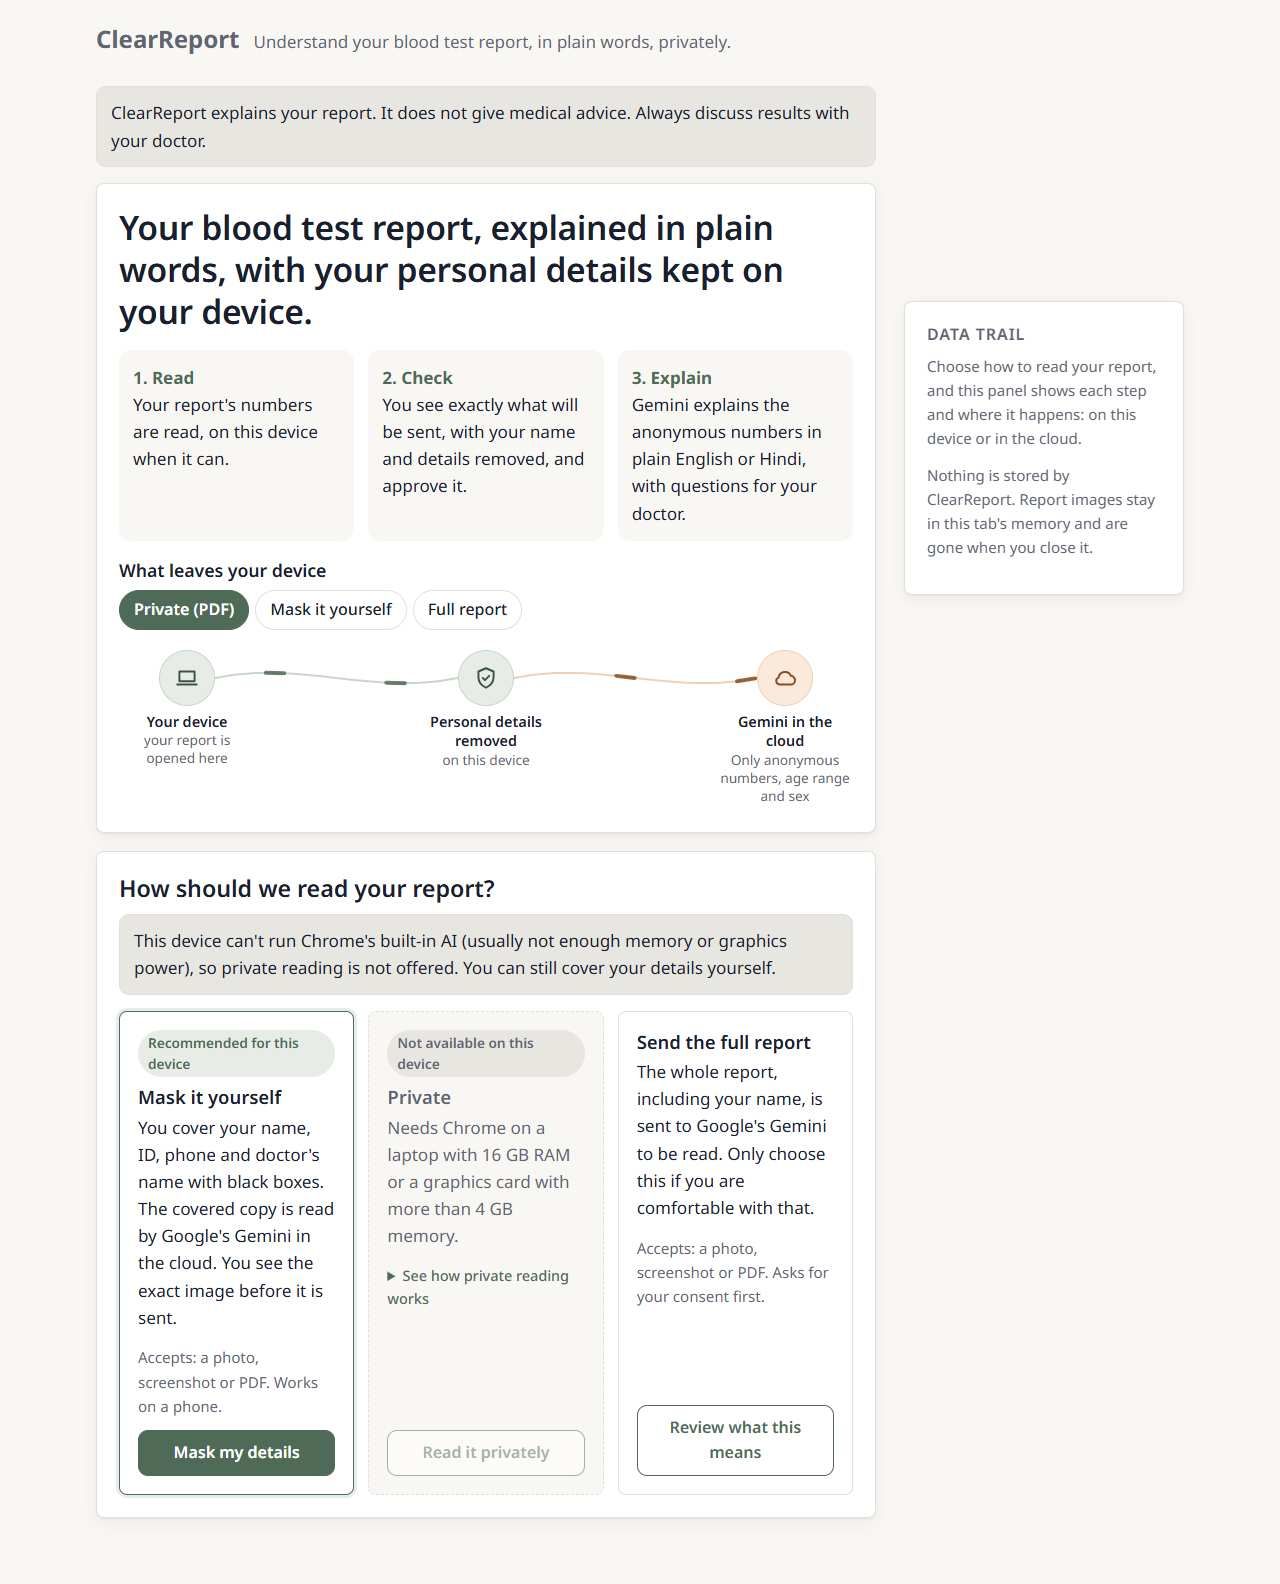 ClearReport Understand your blood test report, in plain words, privately.
ClearReport explains your report. It does not give medical advice. Always discuss results with
your doctor.
Your blood test report, explained in plain
words, with your personal details kept on
your device.
1. Read
Your report's numbers
are read, on this device
when it can.
2. Check
You see exactly what will
be sent, with your name
and details removed, and
approve it.
3. Explain
Gemini explains the
anonymous numbers in
plain English or Hindi,
with questions for your
doctor.
What leaves your device
Private (PDF) Mask it yourself Full report
Your device
your report is
opened here
Personal details
removed
on this device
Gemini in the
cloud
Only anonymous
numbers, age range
and sex
DATA TRAIL
Choose how to read your report,
and this panel shows each step
and where it happens: on this
device or in the cloud.
Nothing is stored by
ClearReport. Report images stay
in this tab's memory and are
gone when you close it.
How should we read your report?
This device can't run Chrome's built-in AI (usually not enough memory or graphics
power), so private reading is not offered. You can still cover your details yourself.
Recommended for this
device
Mask it yourself
You cover your name,
ID, phone and doctor's
name with black boxes.
The covered copy is read
by Google's Gemini in
the cloud. You see the
exact image before it is
sent.
Accepts: a photo,
screenshot or PDF. Works
on a phone.
Mask my details
Not available on this
device
Private
Needs Chrome on a
laptop with 16 GB RAM
or a graphics card with
more than 4 GB
memory.
See how private reading
works
Read it privately
Send the full report
The whole report,
including your name, is
sent to Google's Gemini
to be read. Only choose
this if you are
comfortable with that.
Accepts: a photo,
screenshot or PDF. Asks for
your consent first.
Review what this
means